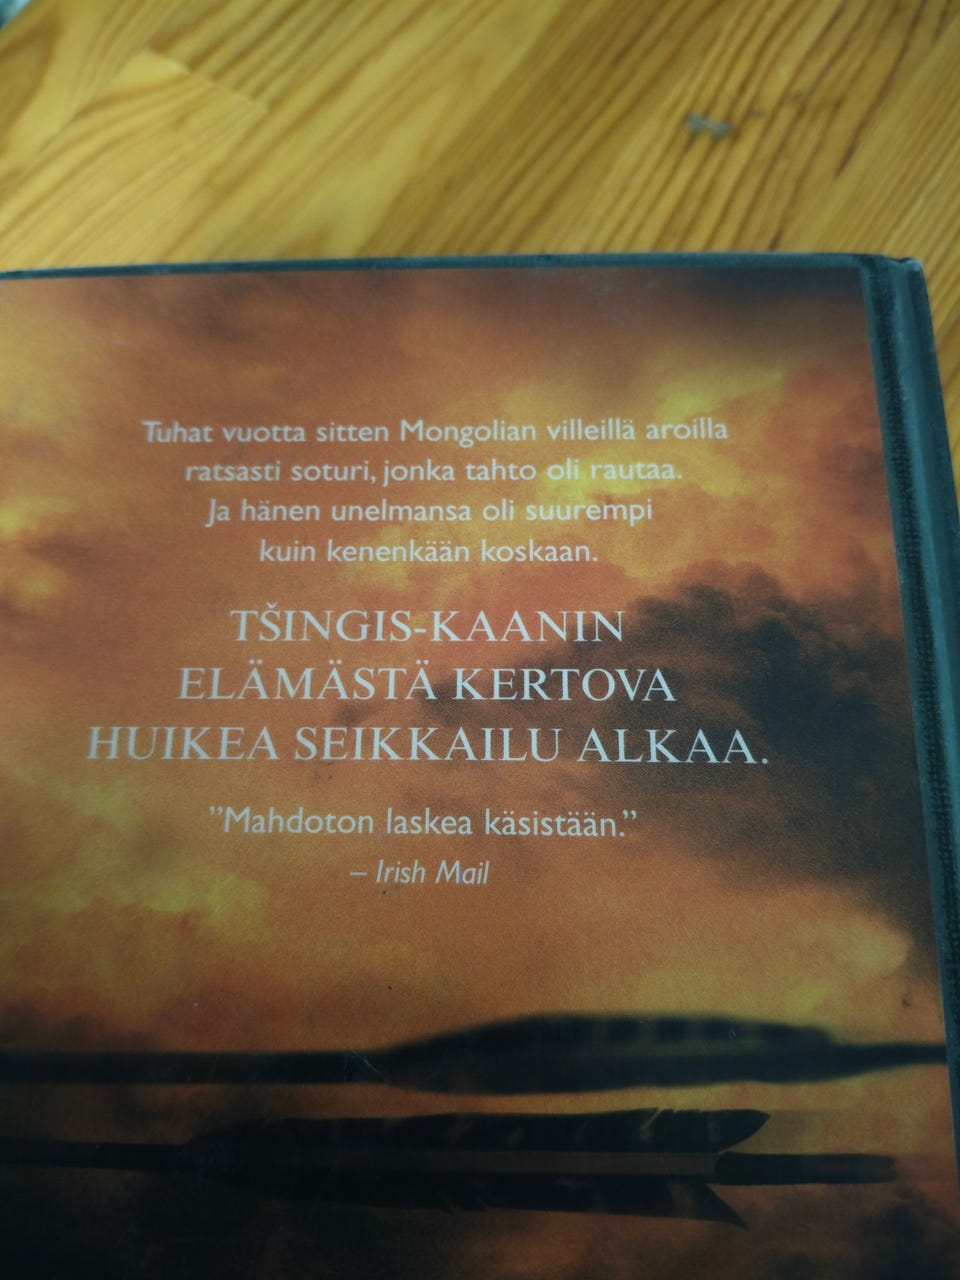 Tuhat vuotta sitten Mongolian villeillä aroilla
ratsasti soturi, jonka tahto oli rautaa.
Ja hänen unelmansa oli suurempi
kuin kenenkään koskaan.
TŠINGIS-KAANIN
ELÄMÄSTÄ KERTOVA
HUIKEA SEIKKAILU ALKAA.
”Mahdoton laskea käsistään.”
– Irish Mail